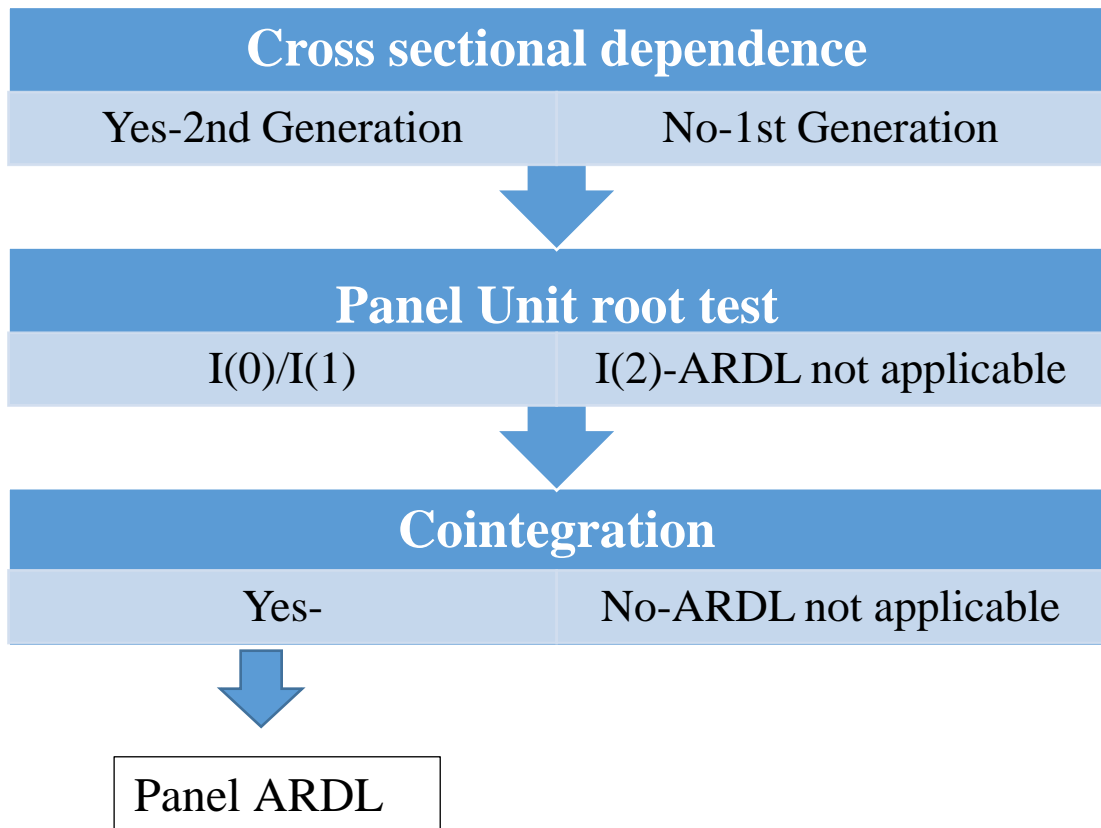 Cross sectional dependence
Yes-2nd Generation
No-1st Generation
Panel Unit root test
I(0)/I(1)
I(2)-ARDL not applicable
Cointegration
Yes-
No-ARDL not applicable
Panel ARDL